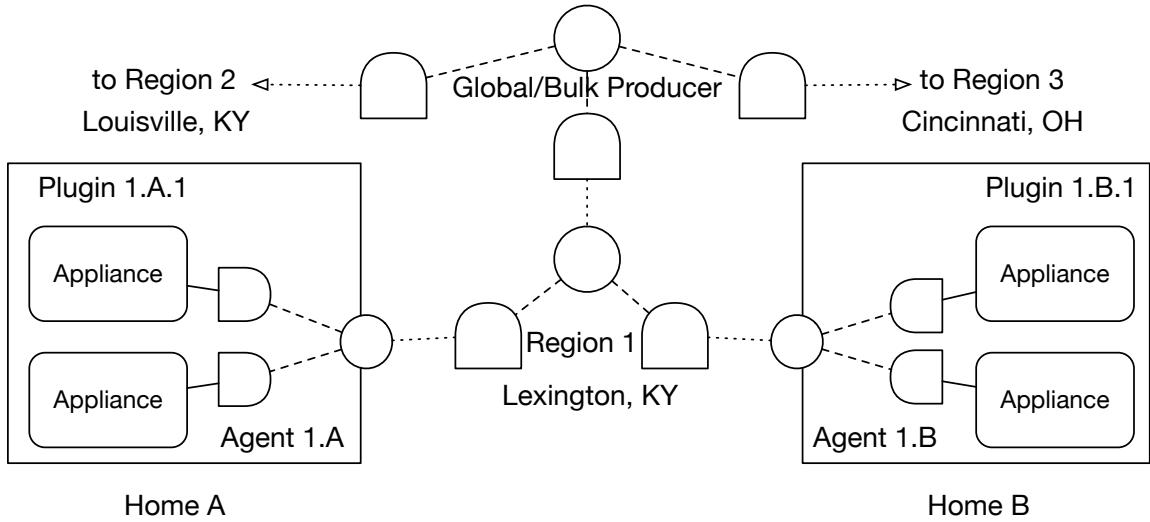 Global/Bulk Producer
to Region 2
Louisville, KY
to Region 3
Cincinnati, OH
Plugin 1.A.1
Appliance
Appliance
Agent 1.A
Home A
Region 1
Lexington, KY
Plugin 1.B.1
Appliance
Appliance
Agent 1.B
Home B